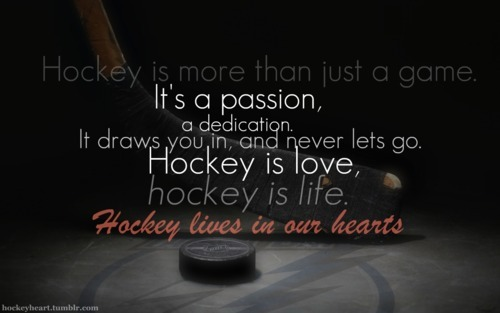 Hockey is more than just a game.
It's a passion,
a dedication.
It draws you in, and never lets go.
Hockey is love,
hockey is life.
Hockey lives in our hearts
hockeyheart.tumblr.com